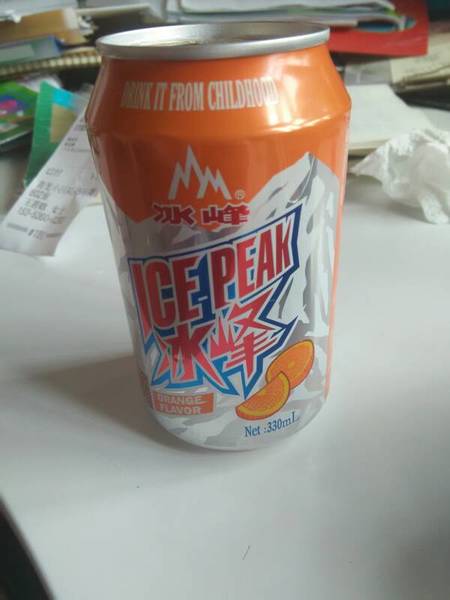 DRINK IT FROM CHILDHOOD
®
冰峰
ICE PEAK
冰峰
ORANGE
FLAVOR
Net :330mL